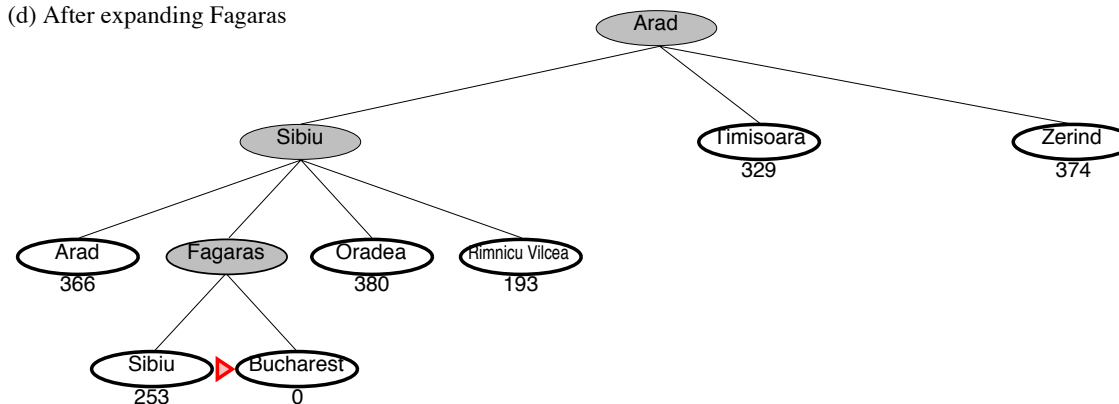 (d) After expanding Fagaras
Arad
Sibiu
Timisoara
Zerind
329
374
Arad
Fagaras
Oradea
Rimnicu Vilcea
366
380
193
Sibiu
Bucharest
253
0